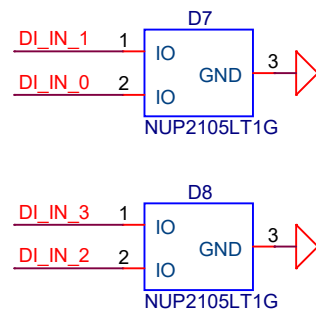 D7
DI_IN_1 1 IO
GND 3
DI_IN_0 2 IO
NUP2105LT1G
D8
DI_IN_3 1 IO
GND 3
DI_IN_2 2 IO
NUP2105LT1G